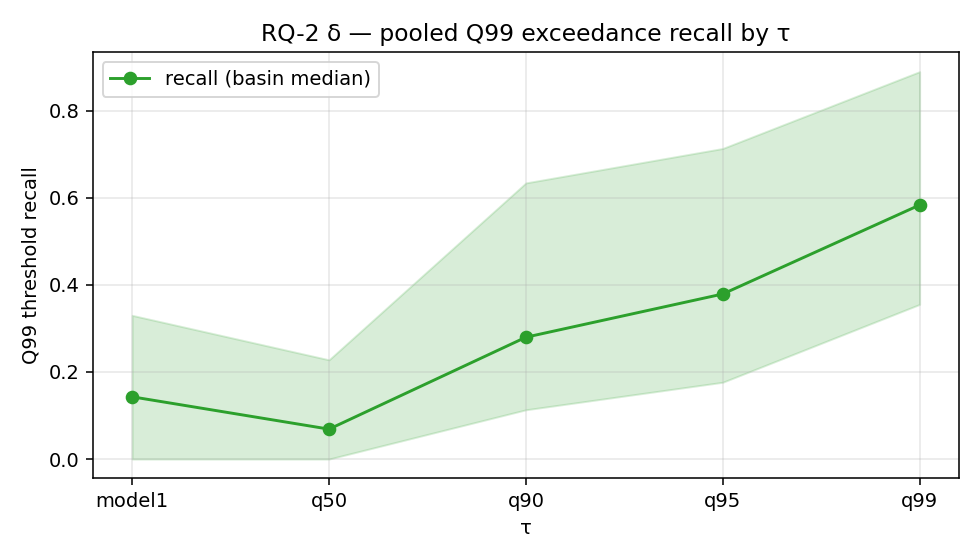 RQ-2 δ — pooled Q99 exceedance recall by τ
recall (basin median)
Q99 threshold recall
0.8
0.6
0.4
0.2
0.0
model1 q50 q90 q95 q99
τ